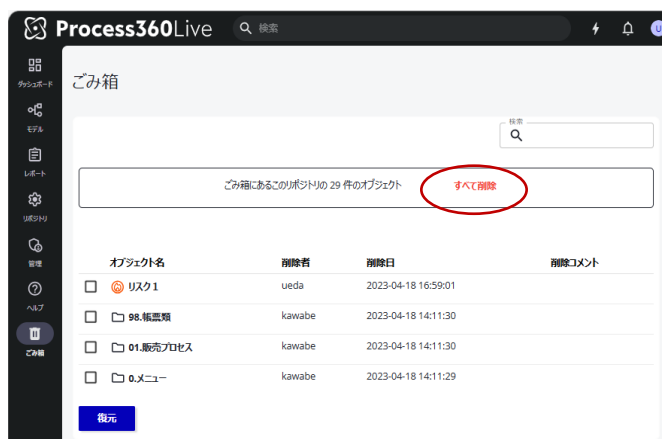 Process360Live
検索
U
ダッシュボード
モデル
レポート
リポジトリ
管理
ヘルプ
ごみ箱
ごみ箱
検索
ごみ箱にあるこのリポジトリの 29 件のオブジェクト すべて削除
オブジェクト名 削除者 削除日 削除コメント
リスク1 ueda 2023-04-18 16:59:01
98.帳票類 kawabe 2023-04-18 14:11:30
01.販売プロセス kawabe 2023-04-18 14:11:30
0.メニュー kawabe 2023-04-18 14:11:29
復元